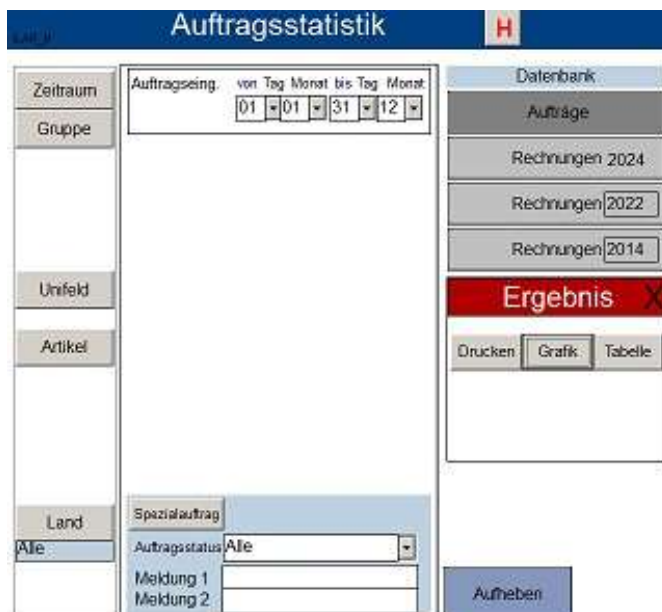 Auftragsstatistik
H
Zeitraum
Gruppe
Unifeld
Artikel
Land
Alle
Auftragseing.
von Tag Monat bis Tag Monat
01 01 31 12
Spezialauftrag
Auftragsstatus Alle
Meldung 1
Meldung 2
Datenbank
Aufträge
Rechnungen 2024
Rechnungen 2022
Rechnungen 2014
Ergebnis X
Drucken Grafik Tabelle
Aufheben